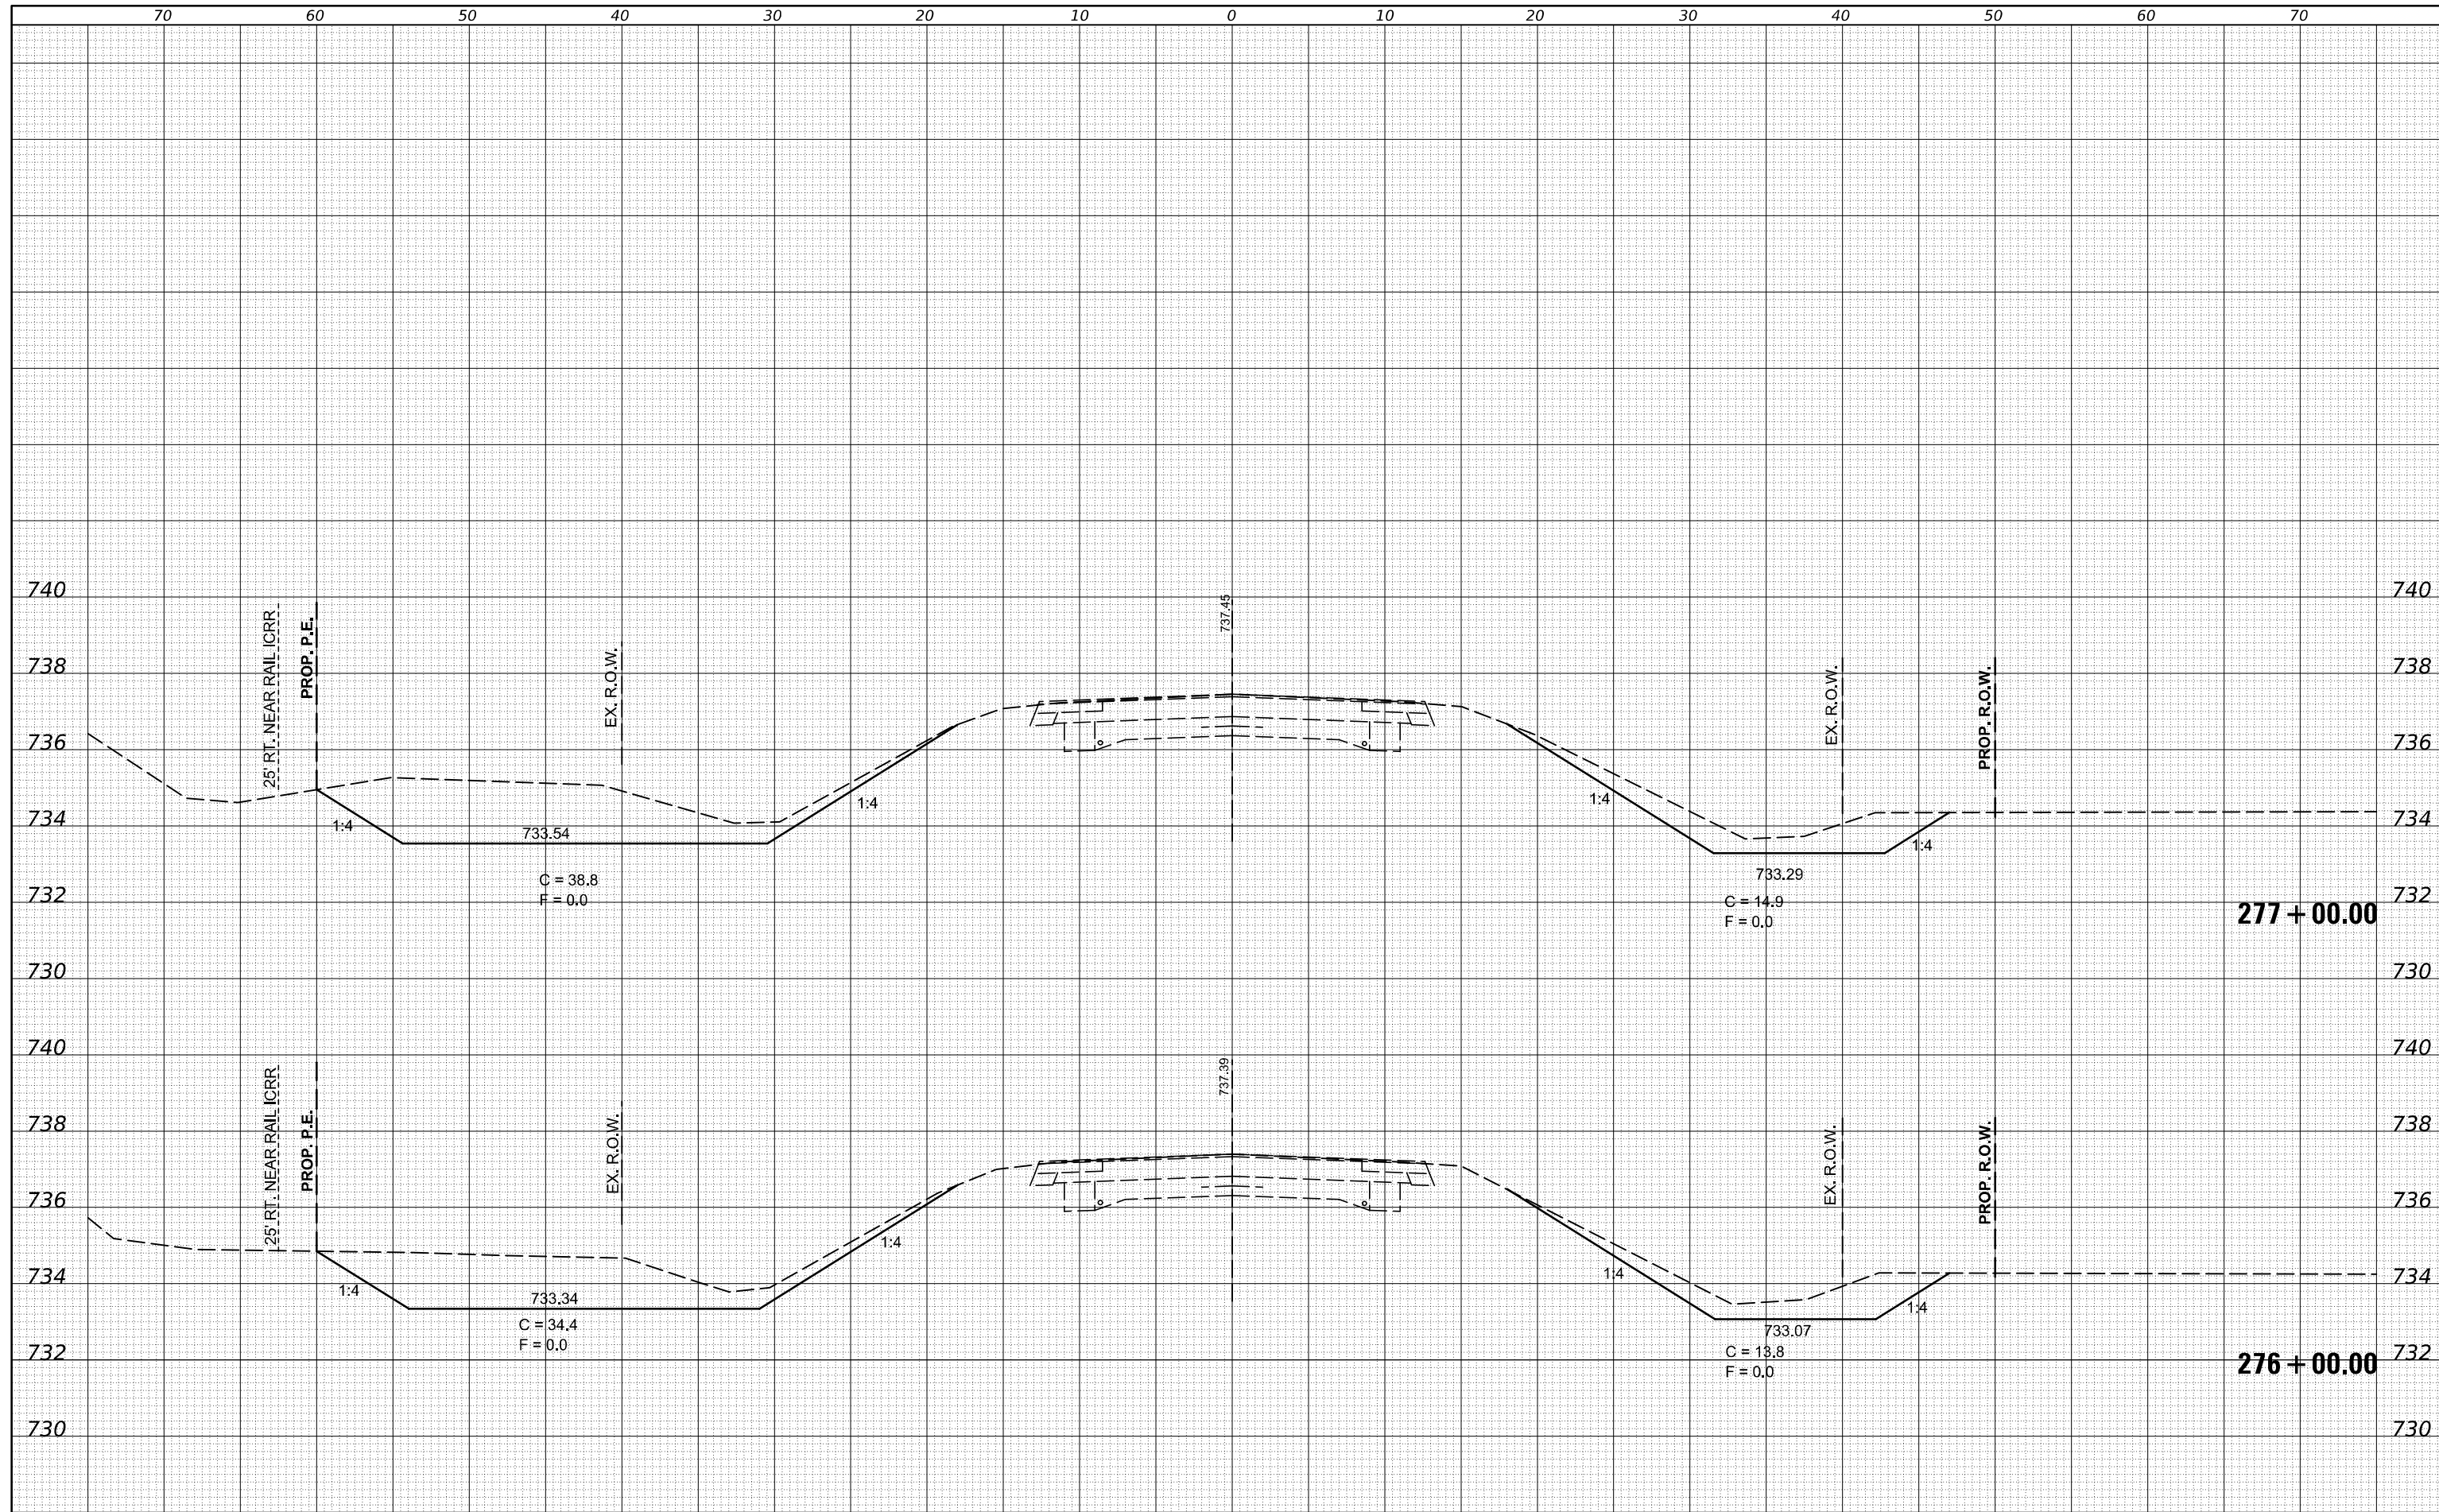 70 60 50 40 30 20 10 0 10 20 30 40 50 60 70
740 740
25' RT. NEAR RAIL ICRR
PROP. P.E.
EX. R.O.W.
737.45
EX. R.O.W.
PROP. R.O.W.
738 738
736 736
1:4 1:4 1:4 1:4
734 734
733.54
733.29
C = 38.8
F = 0.0
C = 14.9
F = 0.0
732 732
277 + 00.00
730 730
740 740
25' RT. NEAR RAIL ICRR
PROP. P.E.
EX. R.O.W.
737.39
EX. R.O.W.
PROP. R.O.W.
738 738
736 736
1:4 1:4 1:4 1:4
734 734
733.34
733.07
C = 34.4
F = 0.0
C = 13.8
F = 0.0
732 732
276 + 00.00
730 730